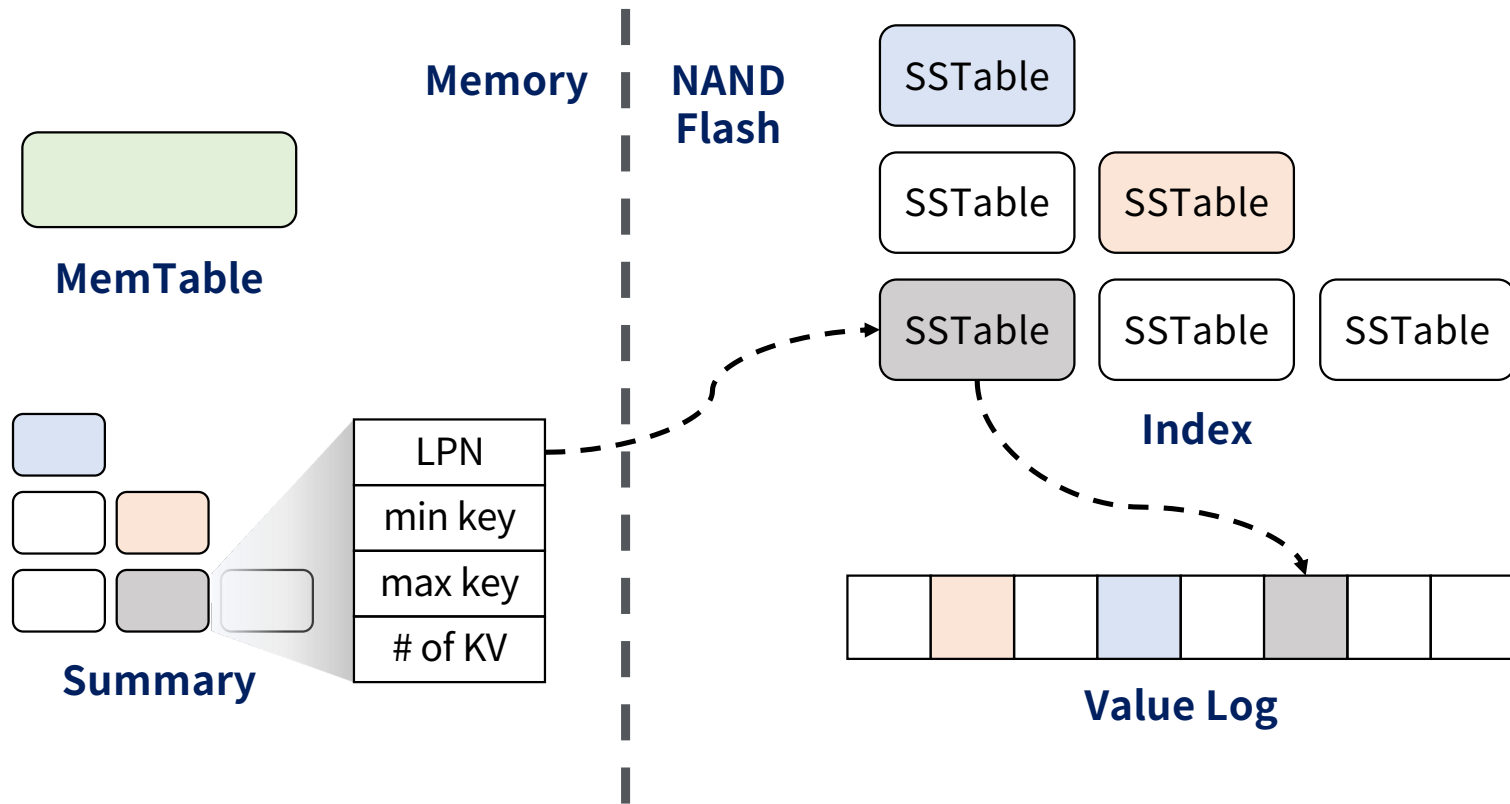 Memory
NAND
Flash
MemTable
Summary
LPN
min key
max key
# of KV
SSTable
SSTable
SSTable
SSTable
SSTable
SSTable
Index
Value Log